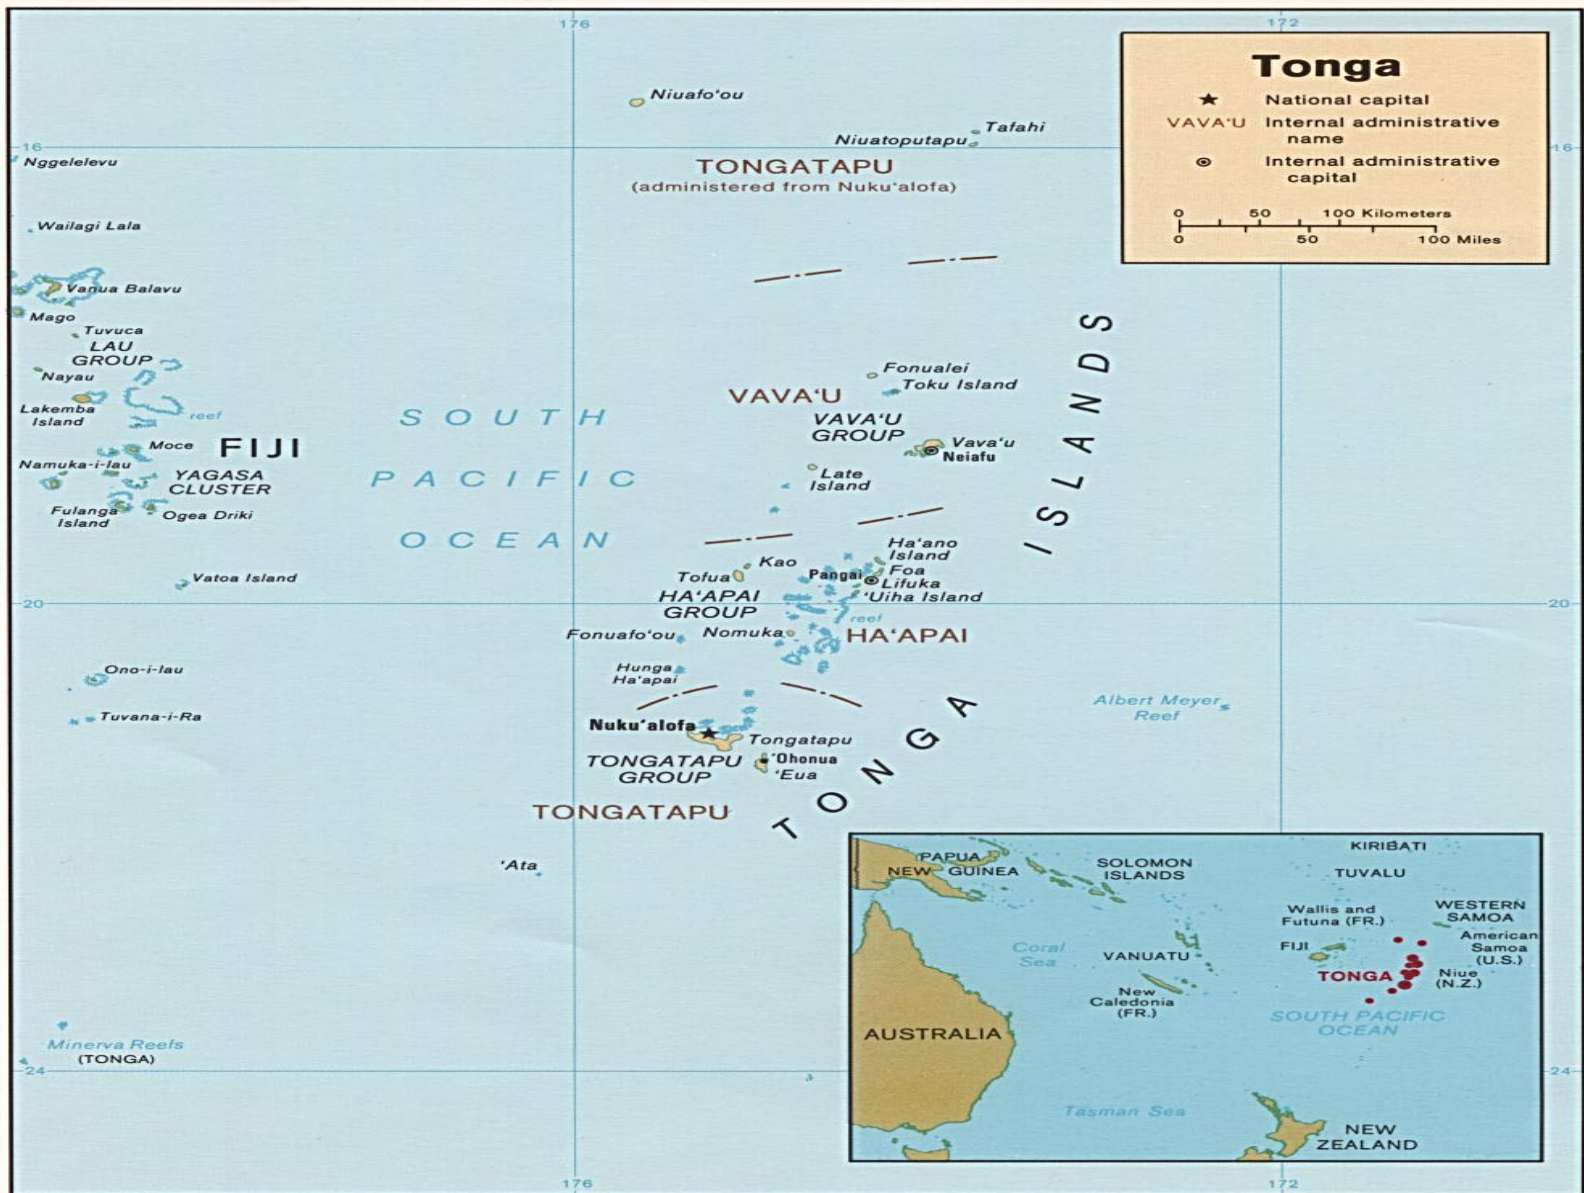 176
172
Tonga
National capital
VAVA'U Internal administrative
name
Internal administrative
capital
0 50 100 Kilometers
0 50 100 Miles
Niuafo'ou
Tafahi
Niuatoputapu
16
16
Nggelelevu
TONGATAPU
(administered from Nuku'alofa)
Wailagi Lala
Vanua Balavu
Mago
Tuvuca
LAU
GROUP
Nayau
Lakemba
Island
reef
Moce
FIJI
Namuka-i-lau
YAGASA
CLUSTER
Fulanga
Island
Ogea Driki
Vatoa Island
SOUTH
PACIFIC
OCEAN
Fonualei
Toku Island
VAVA'U
VAVA'U
GROUP
Vava'u
Neiafu
Late
Island
TONGA ISLANDS
Ha'ano
Island
Kao
Foa
Pangai
Tofua
Lifuka
'Uiha Island
HA'APAI
GROUP
20
20
reef
Fonuafo'ou
Nomuka
HA'APAI
Hunga
Ha'apai
Ono-i-lau
Tuvana-i-Ra
Albert Meyer
Reef
Nuku'alofa
Tongatapu
'Ohonua
'Eua
TONGATAPU
GROUP
TONGATAPU
'Ata
Minerva Reefs
(TONGA)
24
24
176
172
PAPUA
NEW GUINEA
SOLOMON
ISLANDS
KIRIBATI
TUVALU
Wallis and
Futuna (FR.)
WESTERN
SAMOA
American
Samoa
(U.S.)
FIJI
Coral
Sea
VANUATU
TONGA
Niue
(N.Z.)
New
Caledonia
(FR.)
SOUTH PACIFIC
OCEAN
AUSTRALIA
Tasman Sea
NEW
ZEALAND